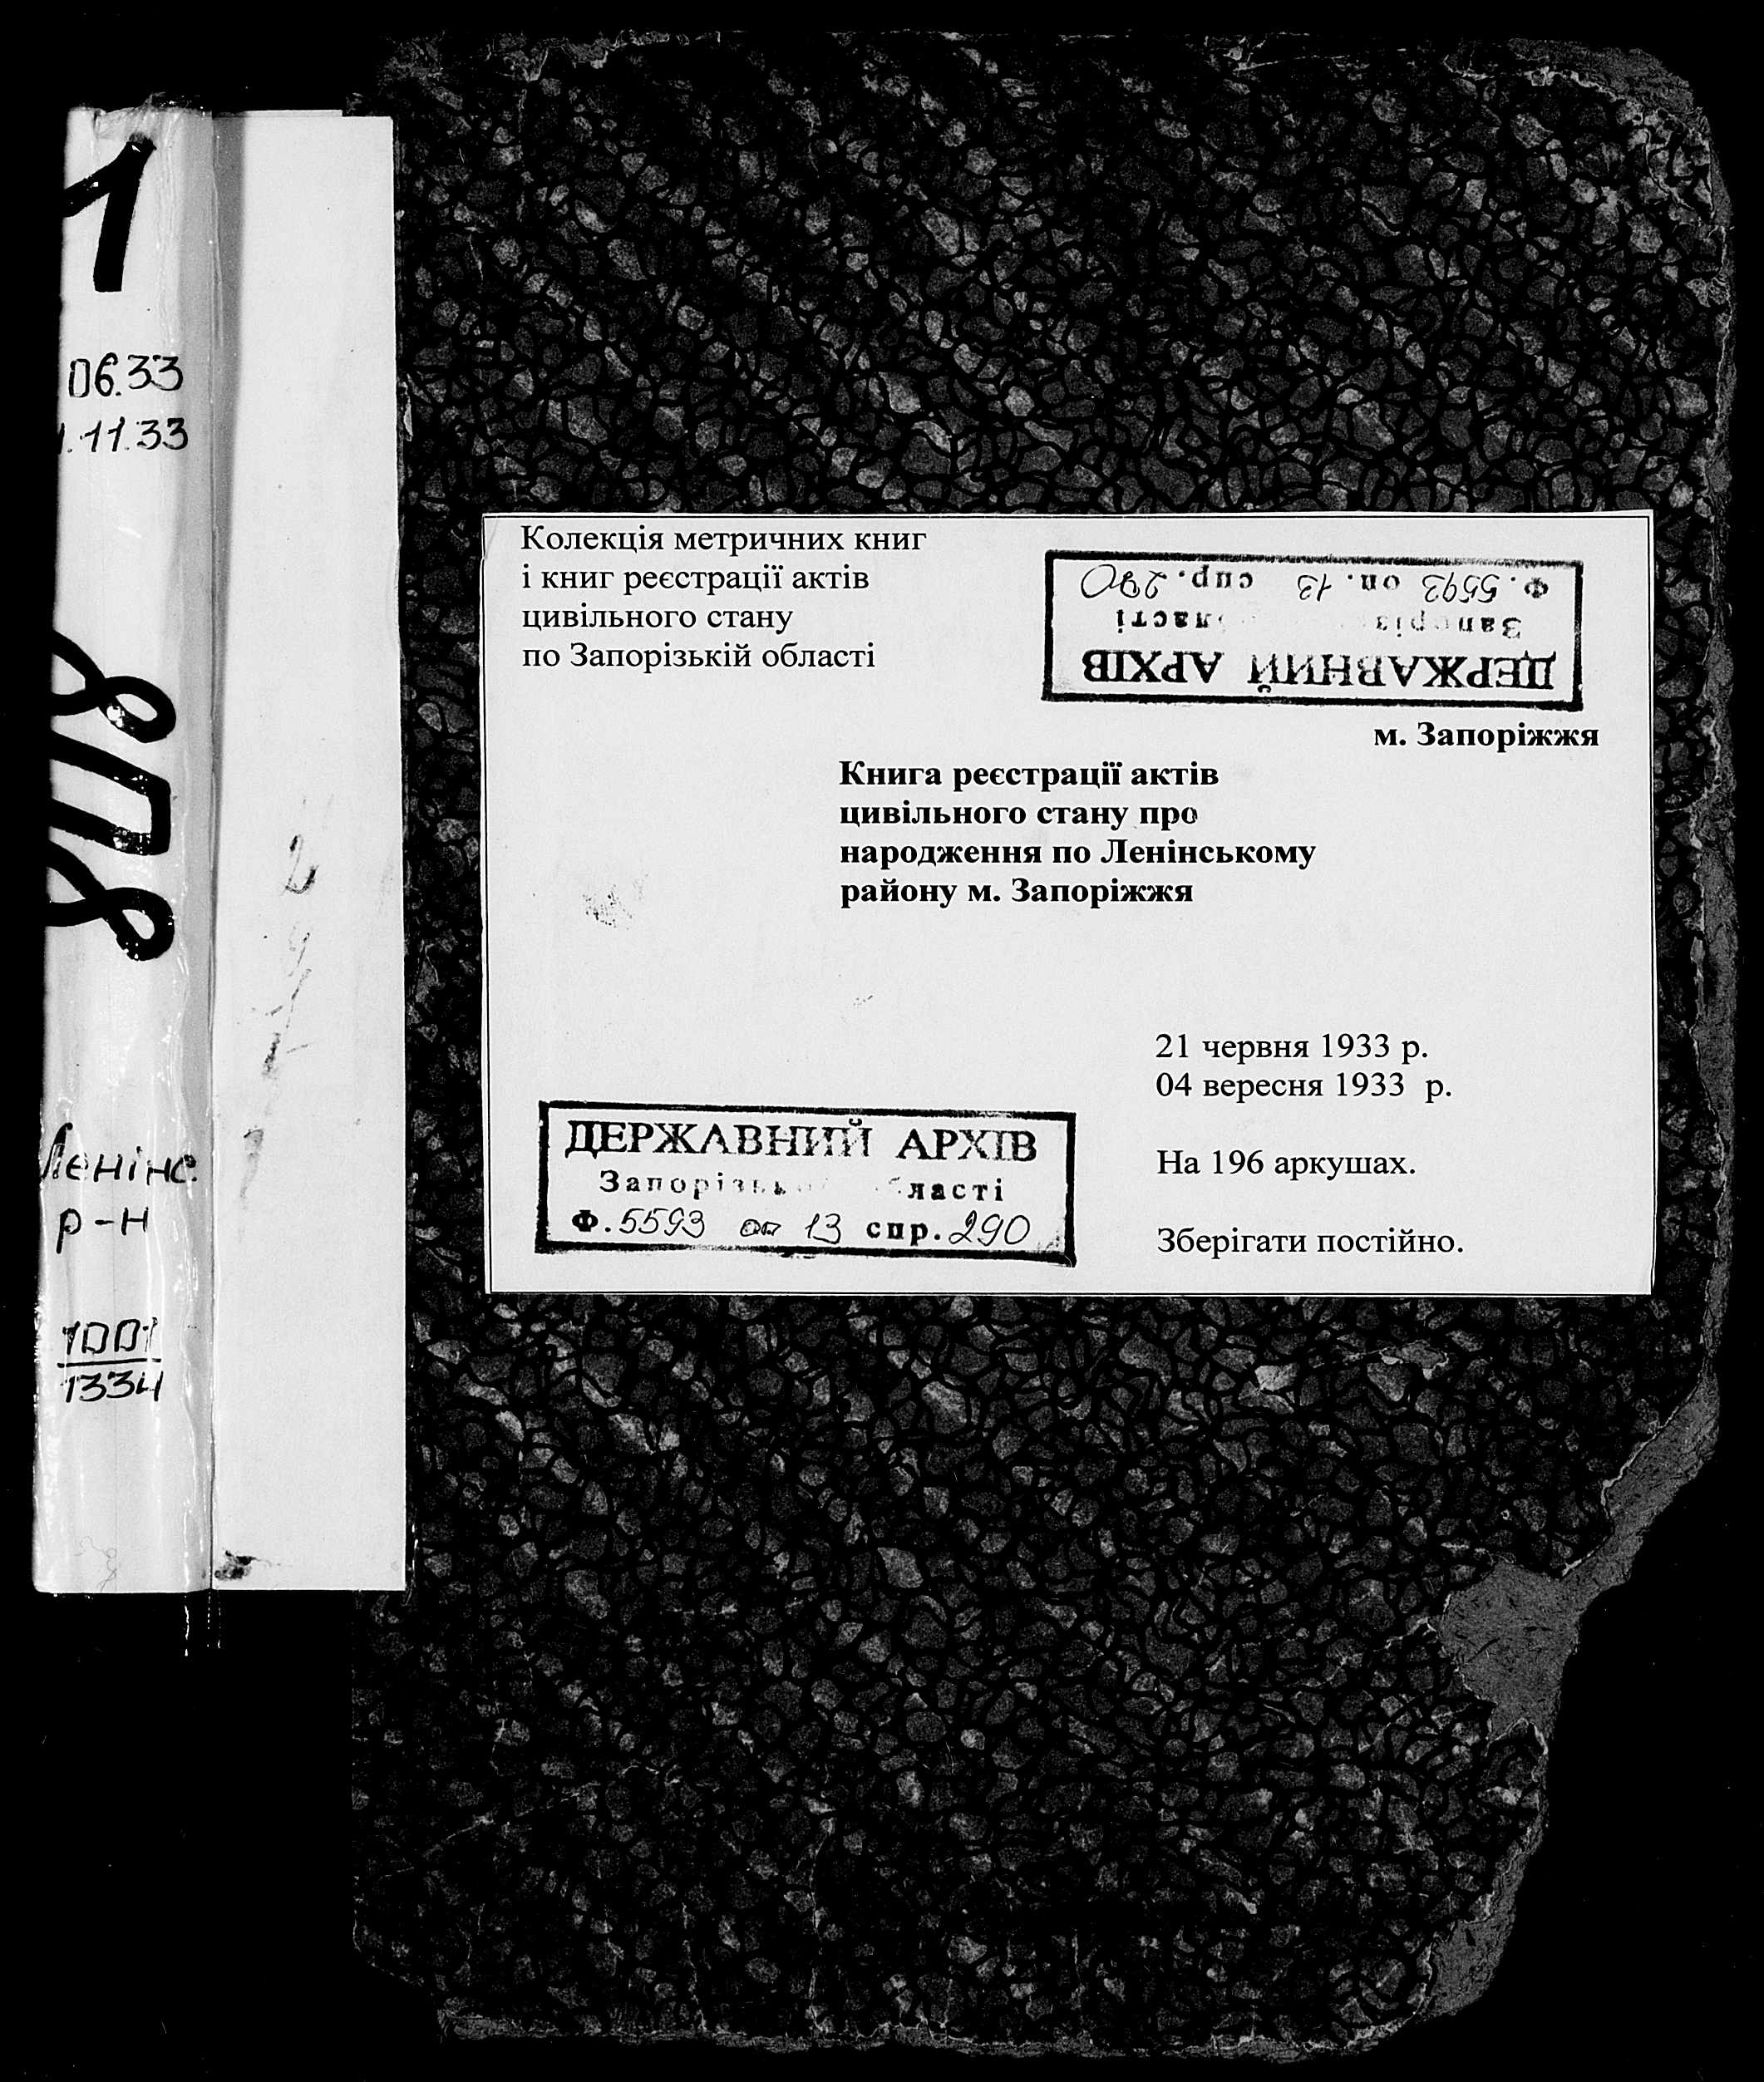 1
06.33
1.11.33
808
Ленінс.
р-н
1001
1334
Колекція метричних книг
і книг реєстрації актів
цивільного стану
по Запорізькій області
ДЕРЖАВНИЙ АРХІВ
Ф. 5593 оп. 13 спр. 290
м. Запоріжжя
Книга реєстрації актів
цивільного стану про
народження по Ленінському
району м. Запоріжжя
21 червня 1933 р.
04 вересня 1933 р.
На 196 аркушах.
Зберігати постійно.
ДЕРЖАВНИЙ АРХІВ
Запорізької області
Ф. 5593 оп 13 спр. 290